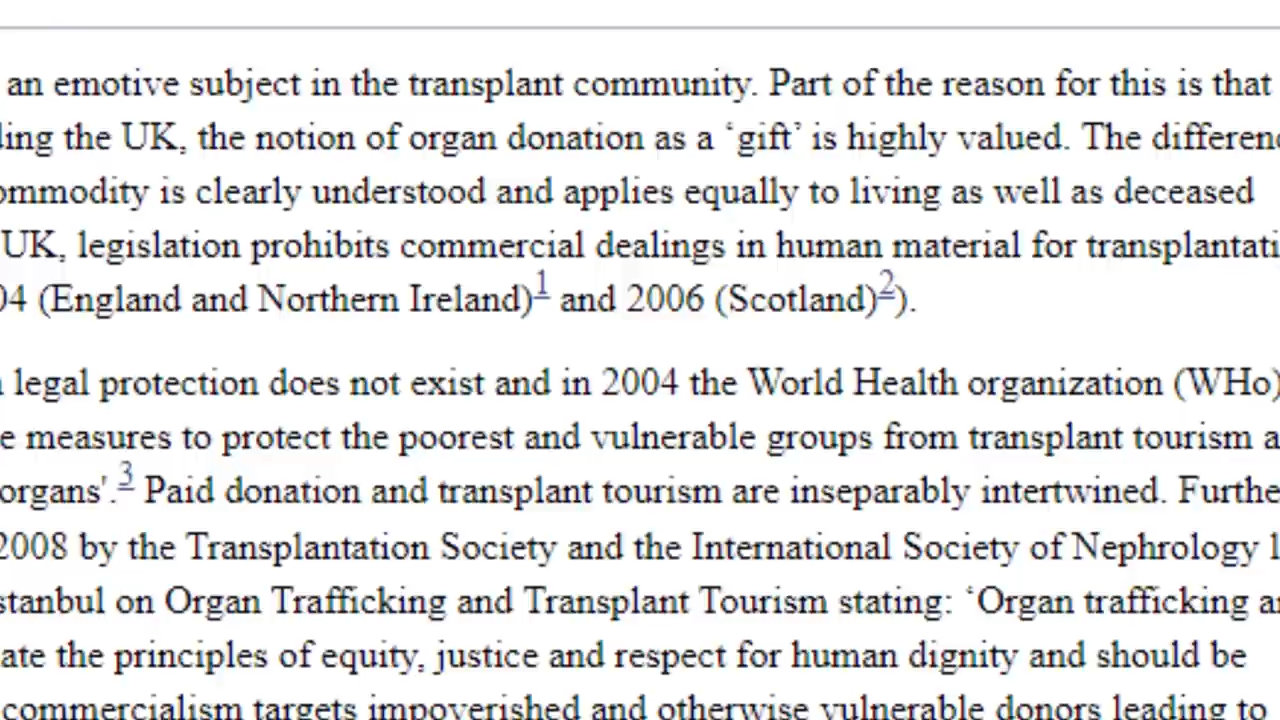 an emotive subject in the transplant community. Part of the reason for this is that
ding the UK, the notion of organ donation as a ‘gift’ is highly valued. The differenc
ommodity is clearly understood and applies equally to living as well as deceased
UK, legislation prohibits commercial dealings in human material for transplantati
04 (England and Northern Ireland)1 and 2006 (Scotland)2).
legal protection does not exist and in 2004 the World Health organization (WHo)
e measures to protect the poorest and vulnerable groups from transplant tourism a
organs'.3 Paid donation and transplant tourism are inseparably intertwined. Furthe
2008 by the Transplantation Society and the International Society of Nephrology l
stanbul on Organ Trafficking and Transplant Tourism stating: ‘Organ trafficking a
ate the principles of equity, justice and respect for human dignity and should be
commercialism targets impoverished and otherwise vulnerable donors leading to